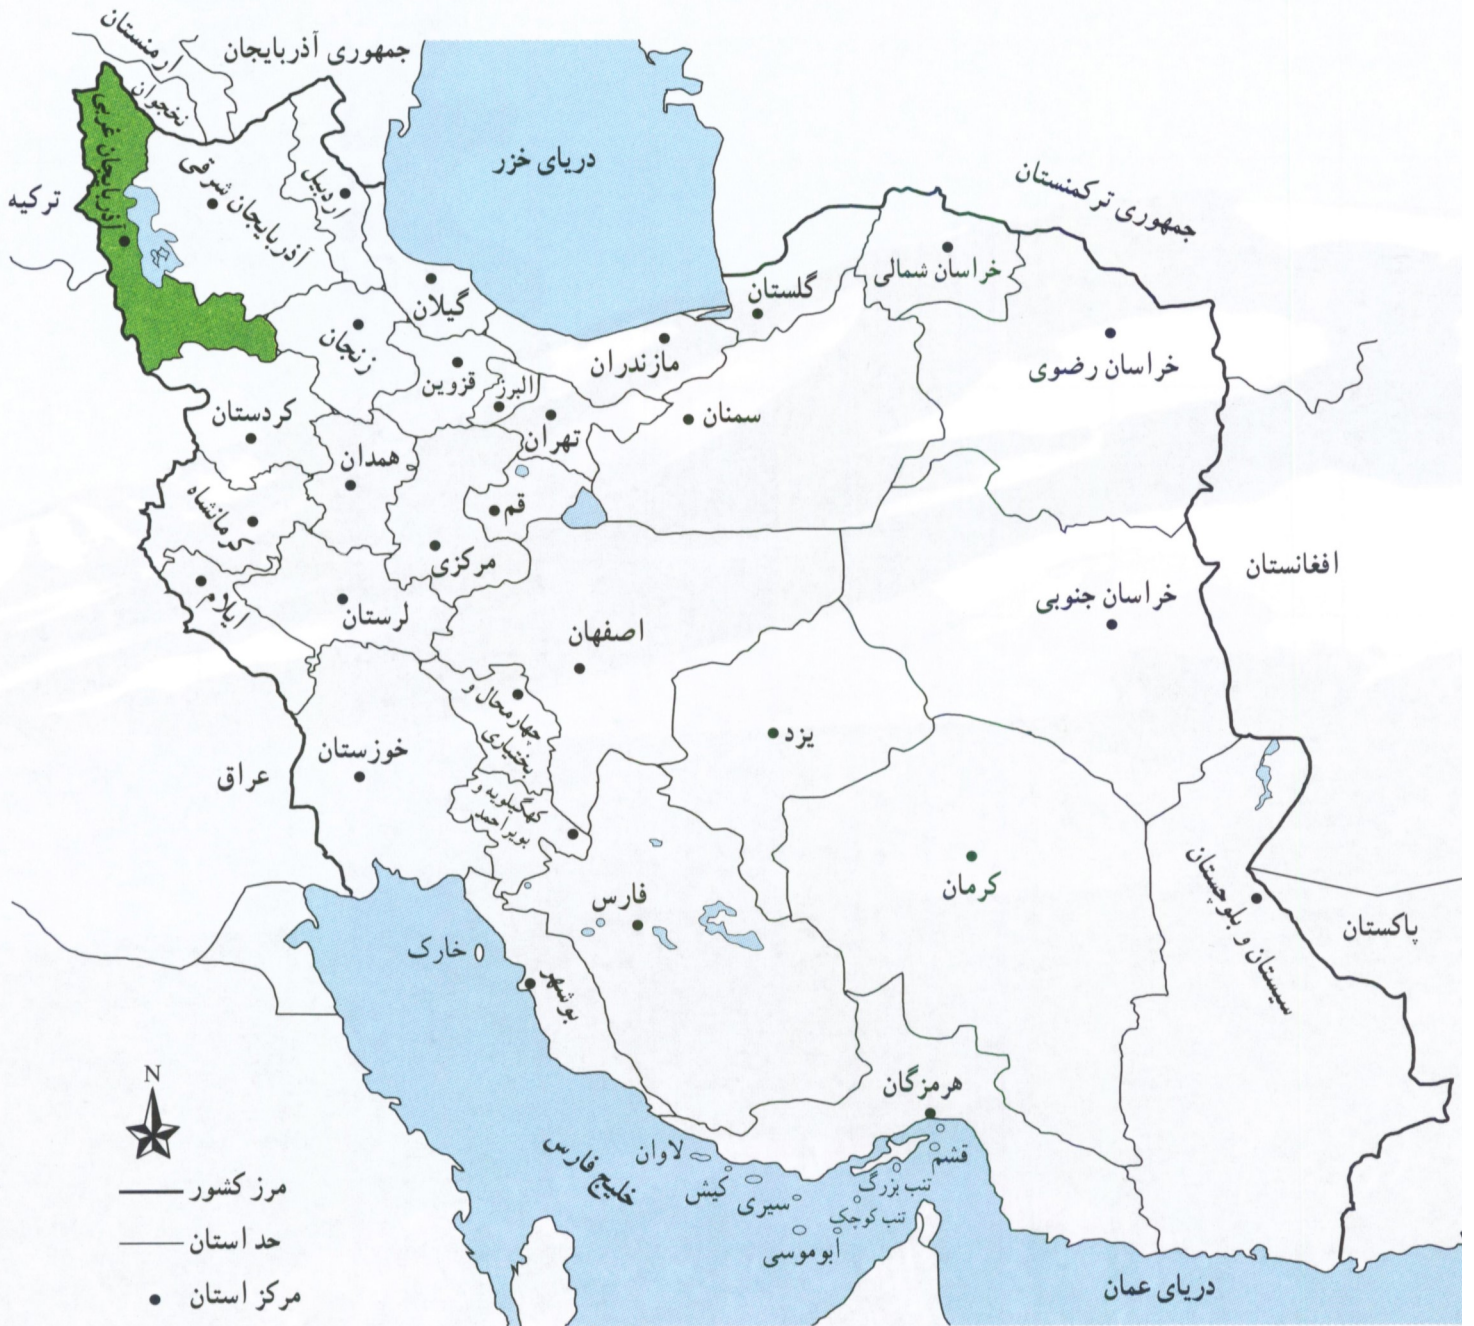 ارمنستان
جمهوری آذربایجان
نخجوان
آذربایجان غربی
ترکیه
آذربایجان شرقی
اردبیل
دریای خزر
جمهوری ترکمنستان
گیلان
گلستان
خراسان شمالی
زنجان
قزوین
البرز
مازندران
خراسان رضوی
کردستان
همدان
تهران
سمنان
کرمانشاه
قم
مرکزی
افغانستان
ایلام
لرستان
اصفهان
خراسان جنوبی
چهارمحال و
بختیاری
یزد
خوزستان
عراق
کهگیلویه و
بویراحمد
فارس
کرمان
سیستان و بلوچستان
پاکستان
خارک
بوشهر
هرمزگان
خلیج فارس
لاوان
کیش
سیری
قشم
تنب بزرگ
تنب کوچک
ابوموسی
دریای عمان
N
مرز کشور
حد استان
مرکز استان